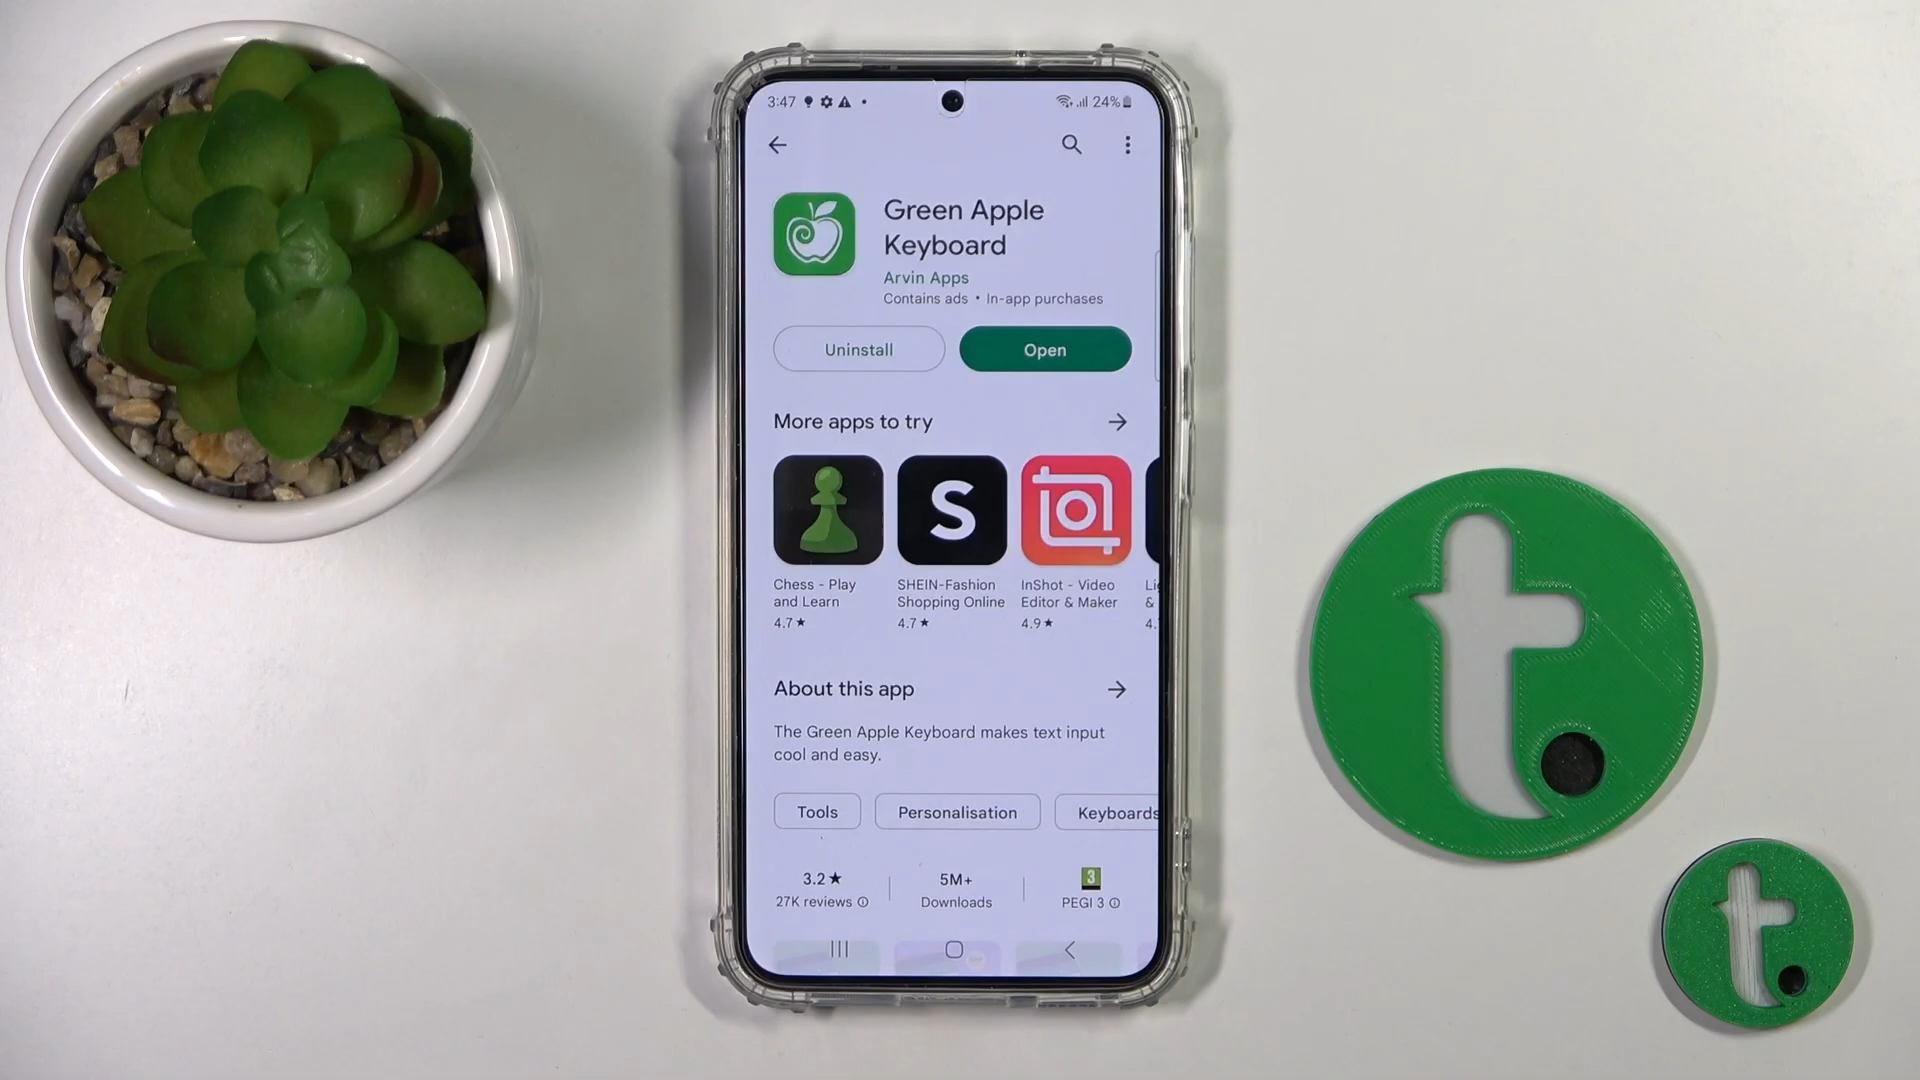 3:47
24%
Green Apple
Keyboard
Arvin Apps
Contains ads • In-app purchases
Uninstall
Open
More apps to try
S
Chess - Play
and Learn
4.7★
SHEIN-Fashion
Shopping Online
4.7★
InShot - Video
Editor & Maker
4.9★
&
4.
About this app
The Green Apple Keyboard makes text input
cool and easy.
Tools
Personalisation
Keyboards
3.2★
27K reviews
5M+
Downloads
3
PEGI 3
t
t